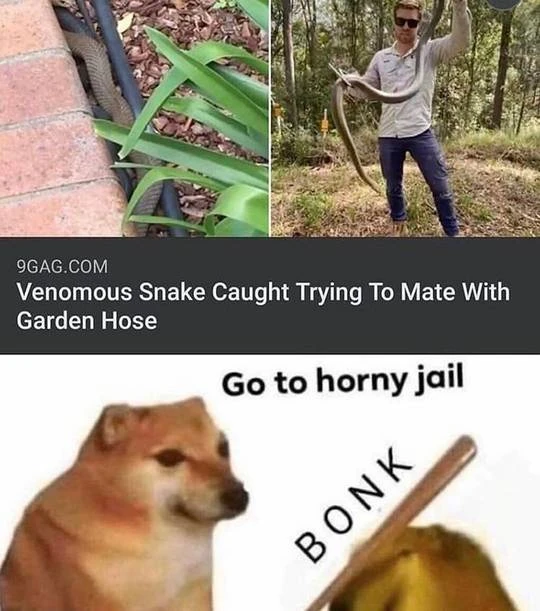 9GAG.COM
Venomous Snake Caught Trying To Mate With
Garden Hose
Go to horny jail
BONK